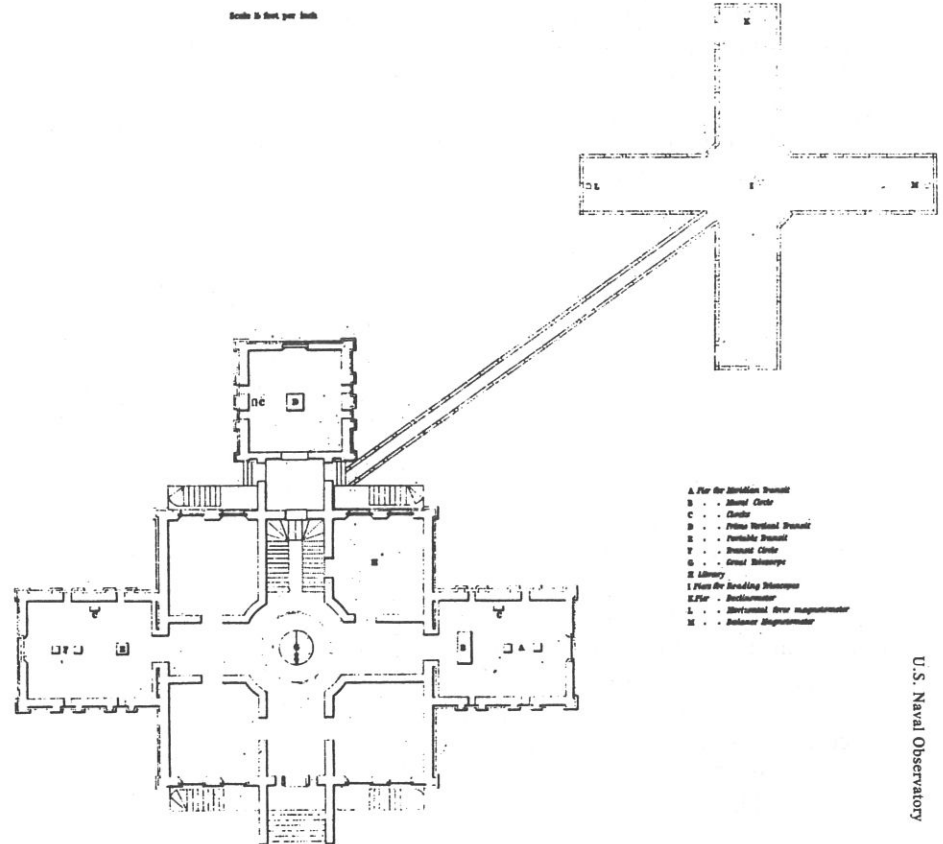 Scale 16 feet per inch
K
L
I
M
C
D
H
C
F
E
G
B
A
C
A Pier for Meridian Transit
B " " Mural Circle
C " " Clocks
D " " Prime Vertical Transit
E " " Portable Transit
F " " Transit Circle
G " " Great Telescope
H Library
I Piers for Reading Telescopes
K Pier " Declinometer
L " " Horizontal force magnetometer
M " " Balance Magnetometer
U.S. Naval Observatory